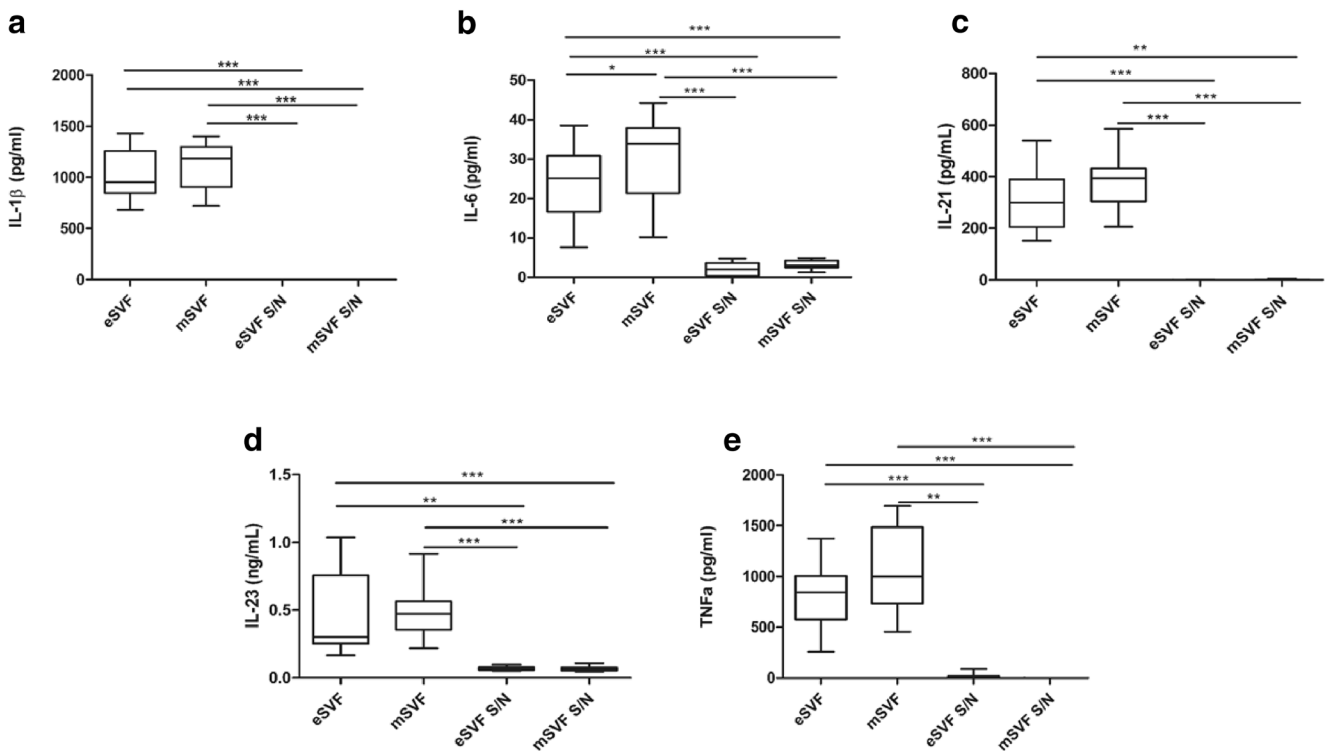 a
***
***
***
***
2000
1500
1000
500
0
IL-1β (pg/ml)
eSVF
mSVF
eSVF S/N
mSVF S/N
b
***
***
*
***
***
50
40
30
20
10
0
IL-6 (pg/ml)
eSVF
mSVF
eSVF S/N
mSVF S/N
c
**
***
***
***
800
600
400
200
0
IL-21 (pg/mL)
eSVF
mSVF
eSVF S/N
mSVF S/N
d
***
**
***
***
1.5
1.0
0.5
0.0
IL-23 (ng/mL)
eSVF
mSVF
eSVF S/N
mSVF S/N
e
***
***
***
**
2000
1500
1000
500
0
TNFa (pg/ml)
eSVF
mSVF
eSVF S/N
mSVF S/N